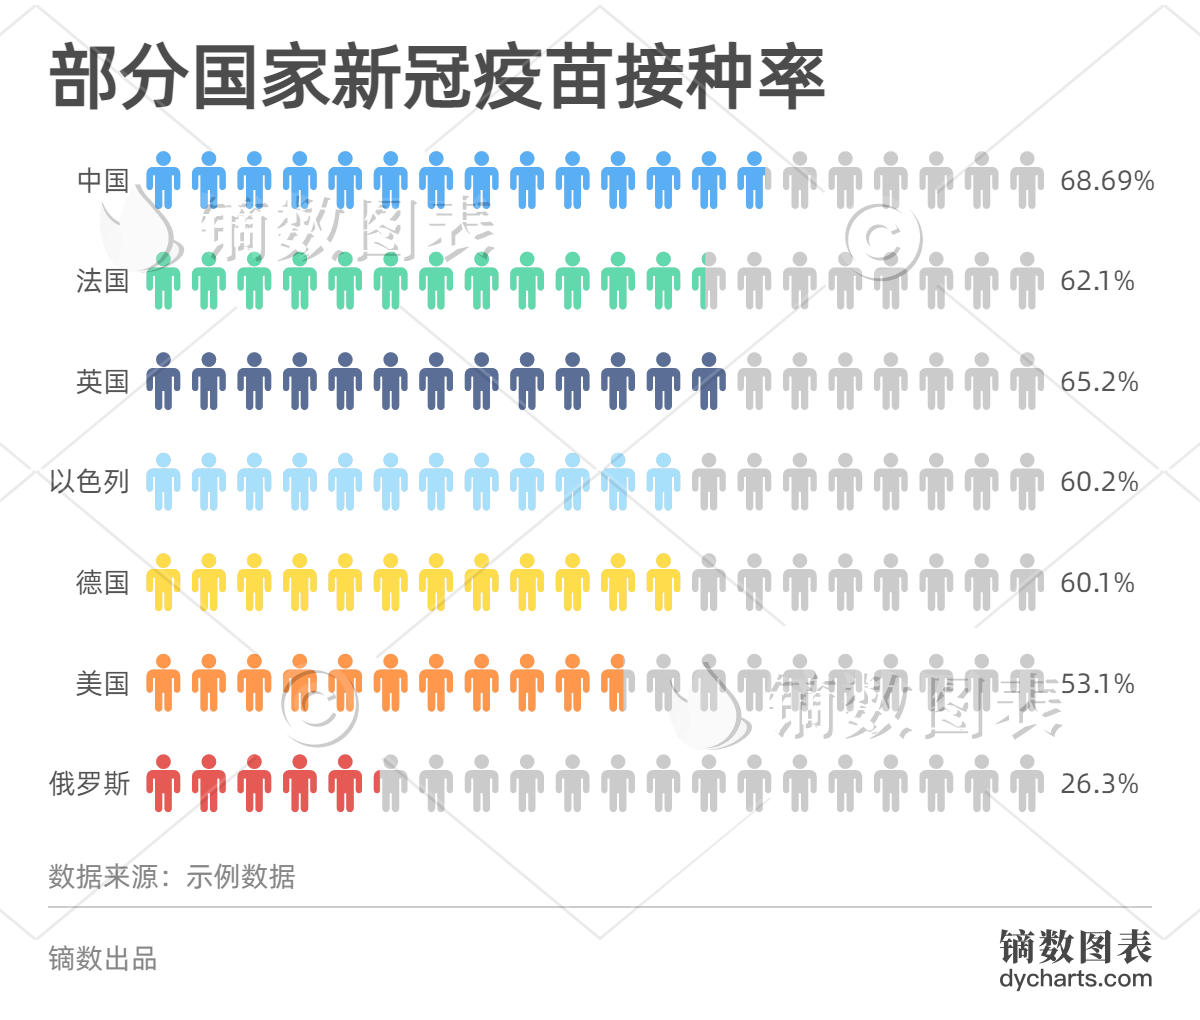 部分国家新冠疫苗接种率
中国 68.69%
镝数图表 ©
法国 62.1%
英国 65.2%
以色列 60.2%
德国 60.1%
美国 53.1%
© 镝数图表
俄罗斯 26.3%
数据来源：示例数据
镝数出品
镝数图表
dycharts.com